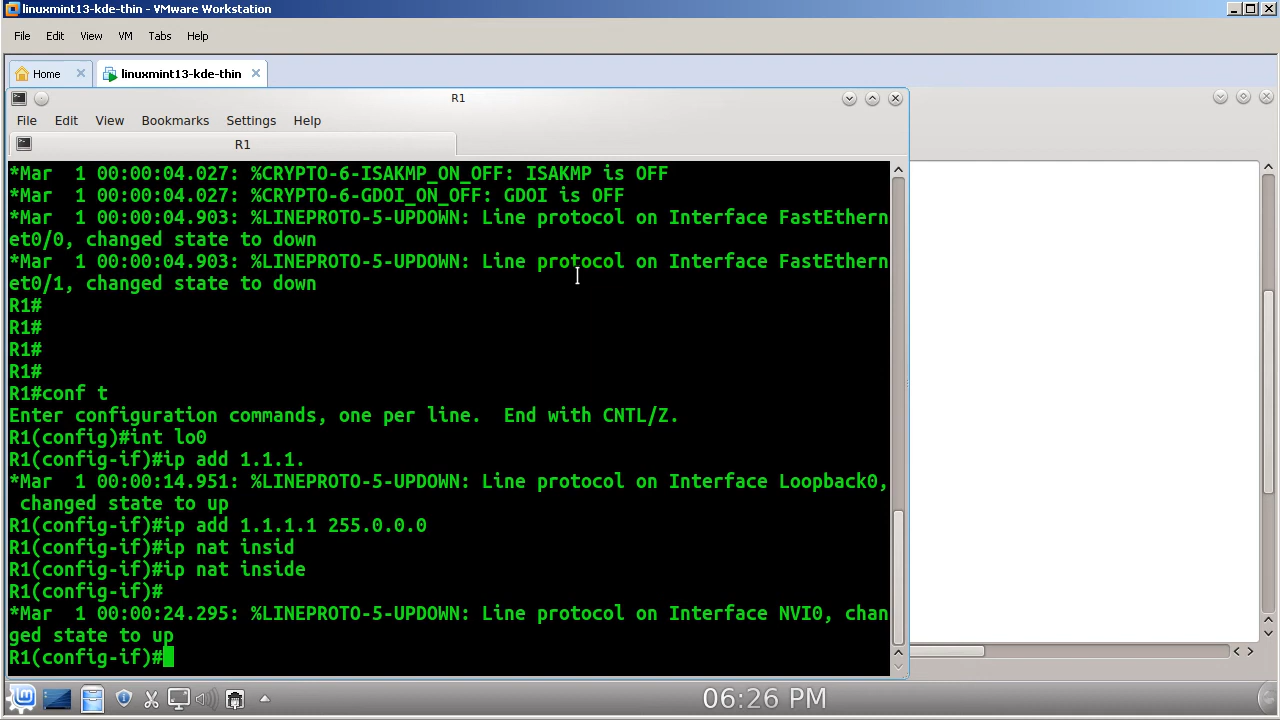 linuxmint13-kde-thin - VMware Workstation
File Edit View VM Tabs Help
Home linuxmint13-kde-thin
R1
File Edit View Bookmarks Settings Help
R1
*Mar  1 00:00:04.027: %CRYPTO-6-ISAKMP_ON_OFF: ISAKMP is OFF
*Mar  1 00:00:04.027: %CRYPTO-6-GDOI_ON_OFF: GDOI is OFF
*Mar  1 00:00:04.903: %LINEPROTO-5-UPDOWN: Line protocol on Interface FastEthern
et0/0, changed state to down
*Mar  1 00:00:04.903: %LINEPROTO-5-UPDOWN: Line protocol on Interface FastEthern
et0/1, changed state to down
R1#
R1#
R1#
R1#
R1#conf t
Enter configuration commands, one per line.  End with CNTL/Z.
R1(config)#int lo0
R1(config-if)#ip add 1.1.1.
*Mar  1 00:00:14.951: %LINEPROTO-5-UPDOWN: Line protocol on Interface Loopback0,
 changed state to up
R1(config-if)#ip add 1.1.1.1 255.0.0.0
R1(config-if)#ip nat insid
R1(config-if)#ip nat inside
R1(config-if)#
*Mar  1 00:00:24.295: %LINEPROTO-5-UPDOWN: Line protocol on Interface NVI0, chan
ged state to up
R1(config-if)#
06:26 PM